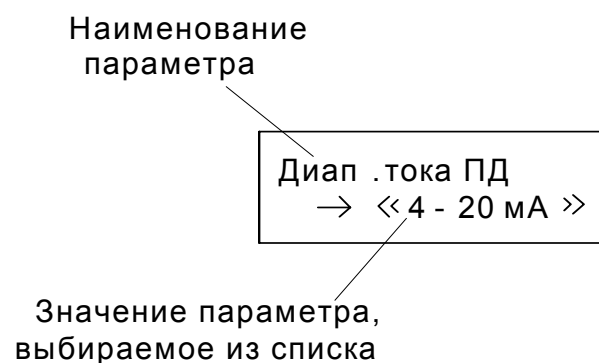 Наименование
параметра
Диап .тока ПД
→ « 4 - 20 мА »
Значение параметра,
выбираемое из списка